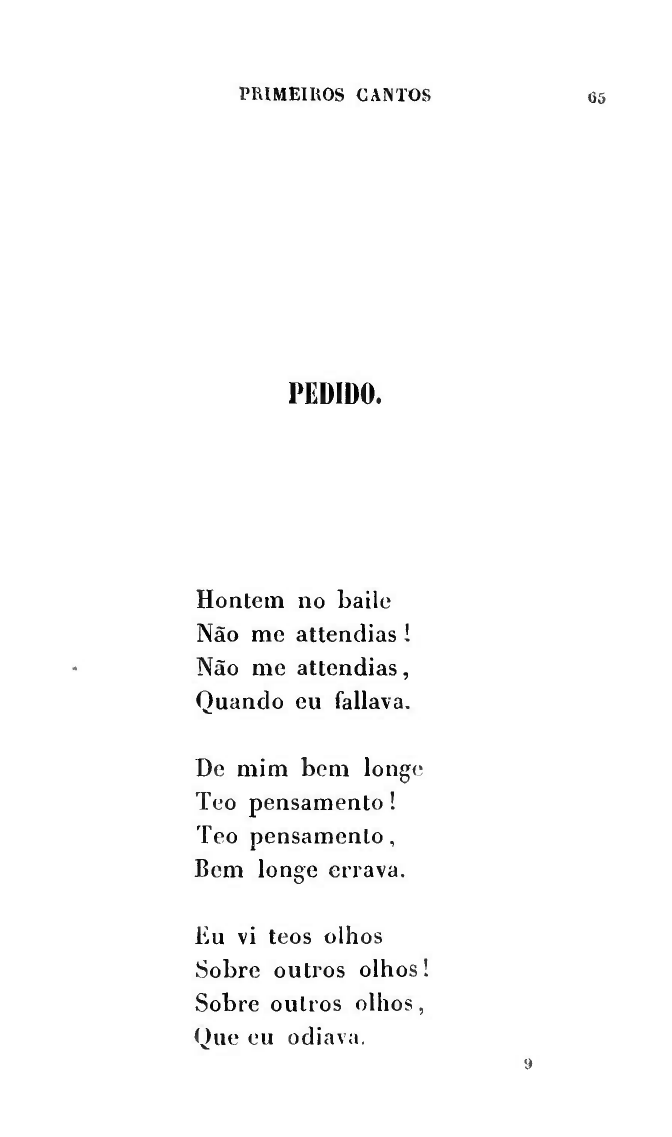 PRIMEIROS CANTOS 65
PEDIDO.
Hontem no baile
Não me attendias !
Não me attendias ,
Quando eu fallava.
De mim bem longe
Teo pensamento !
Teo pensamento ,
Bem longe errava.
Eu vi teos olhos
Sobre outros olhos !
Sobre outros olhos ,
Que eu odiava.
9